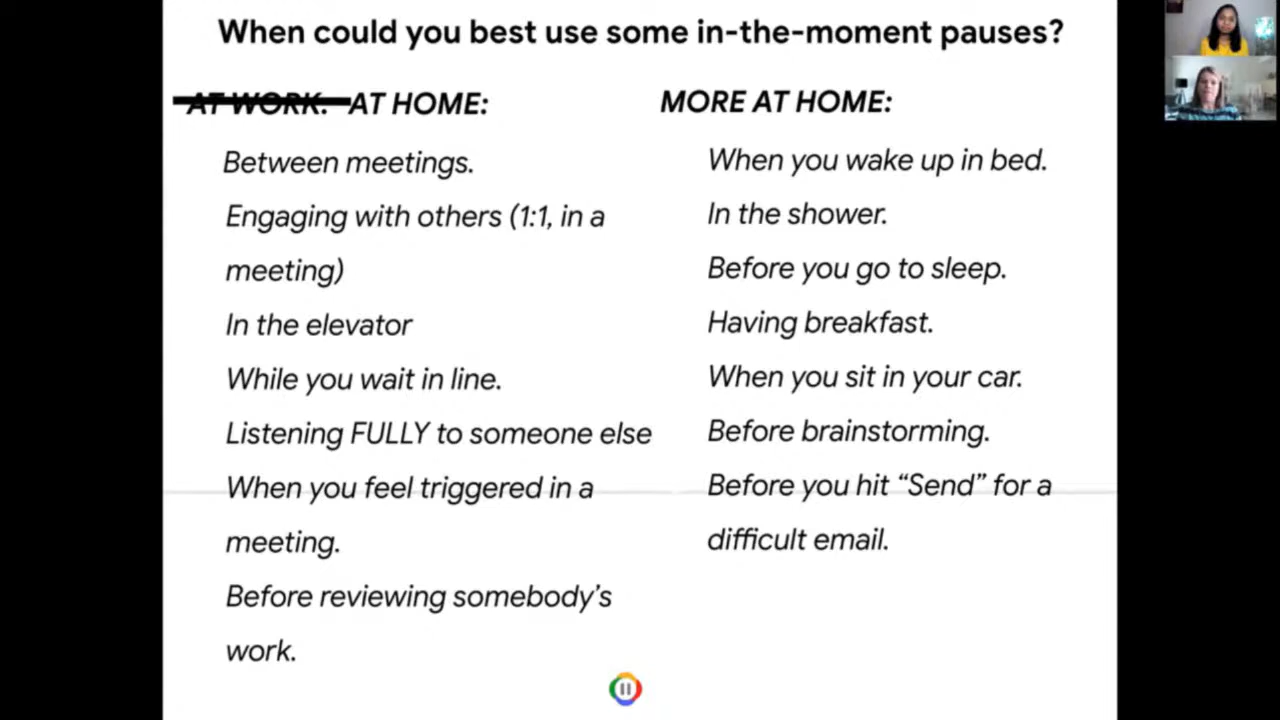 When could you best use some in-the-moment pauses?
AT WORK: AT HOME:
Between meetings.
Engaging with others (1:1, in a
meeting)
In the elevator
While you wait in line.
Listening FULLY to someone else
When you feel triggered in a
meeting.
Before reviewing somebody's
work.
MORE AT HOME:
When you wake up in bed.
In the shower.
Before you go to sleep.
Having breakfast.
When you sit in your car.
Before brainstorming.
Before you hit “Send” for a
difficult email.